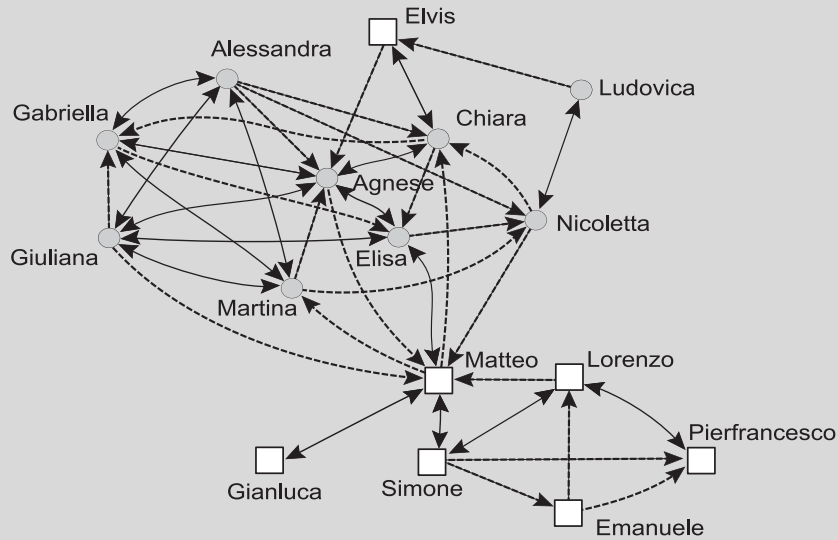 Elvis
Alessandra
Ludovica
Gabriella
Chiara
Agnese
Nicoletta
Giuliana
Elisa
Martina
Matteo
Lorenzo
Pierfrancesco
Gianluca
Simone
Emanuele